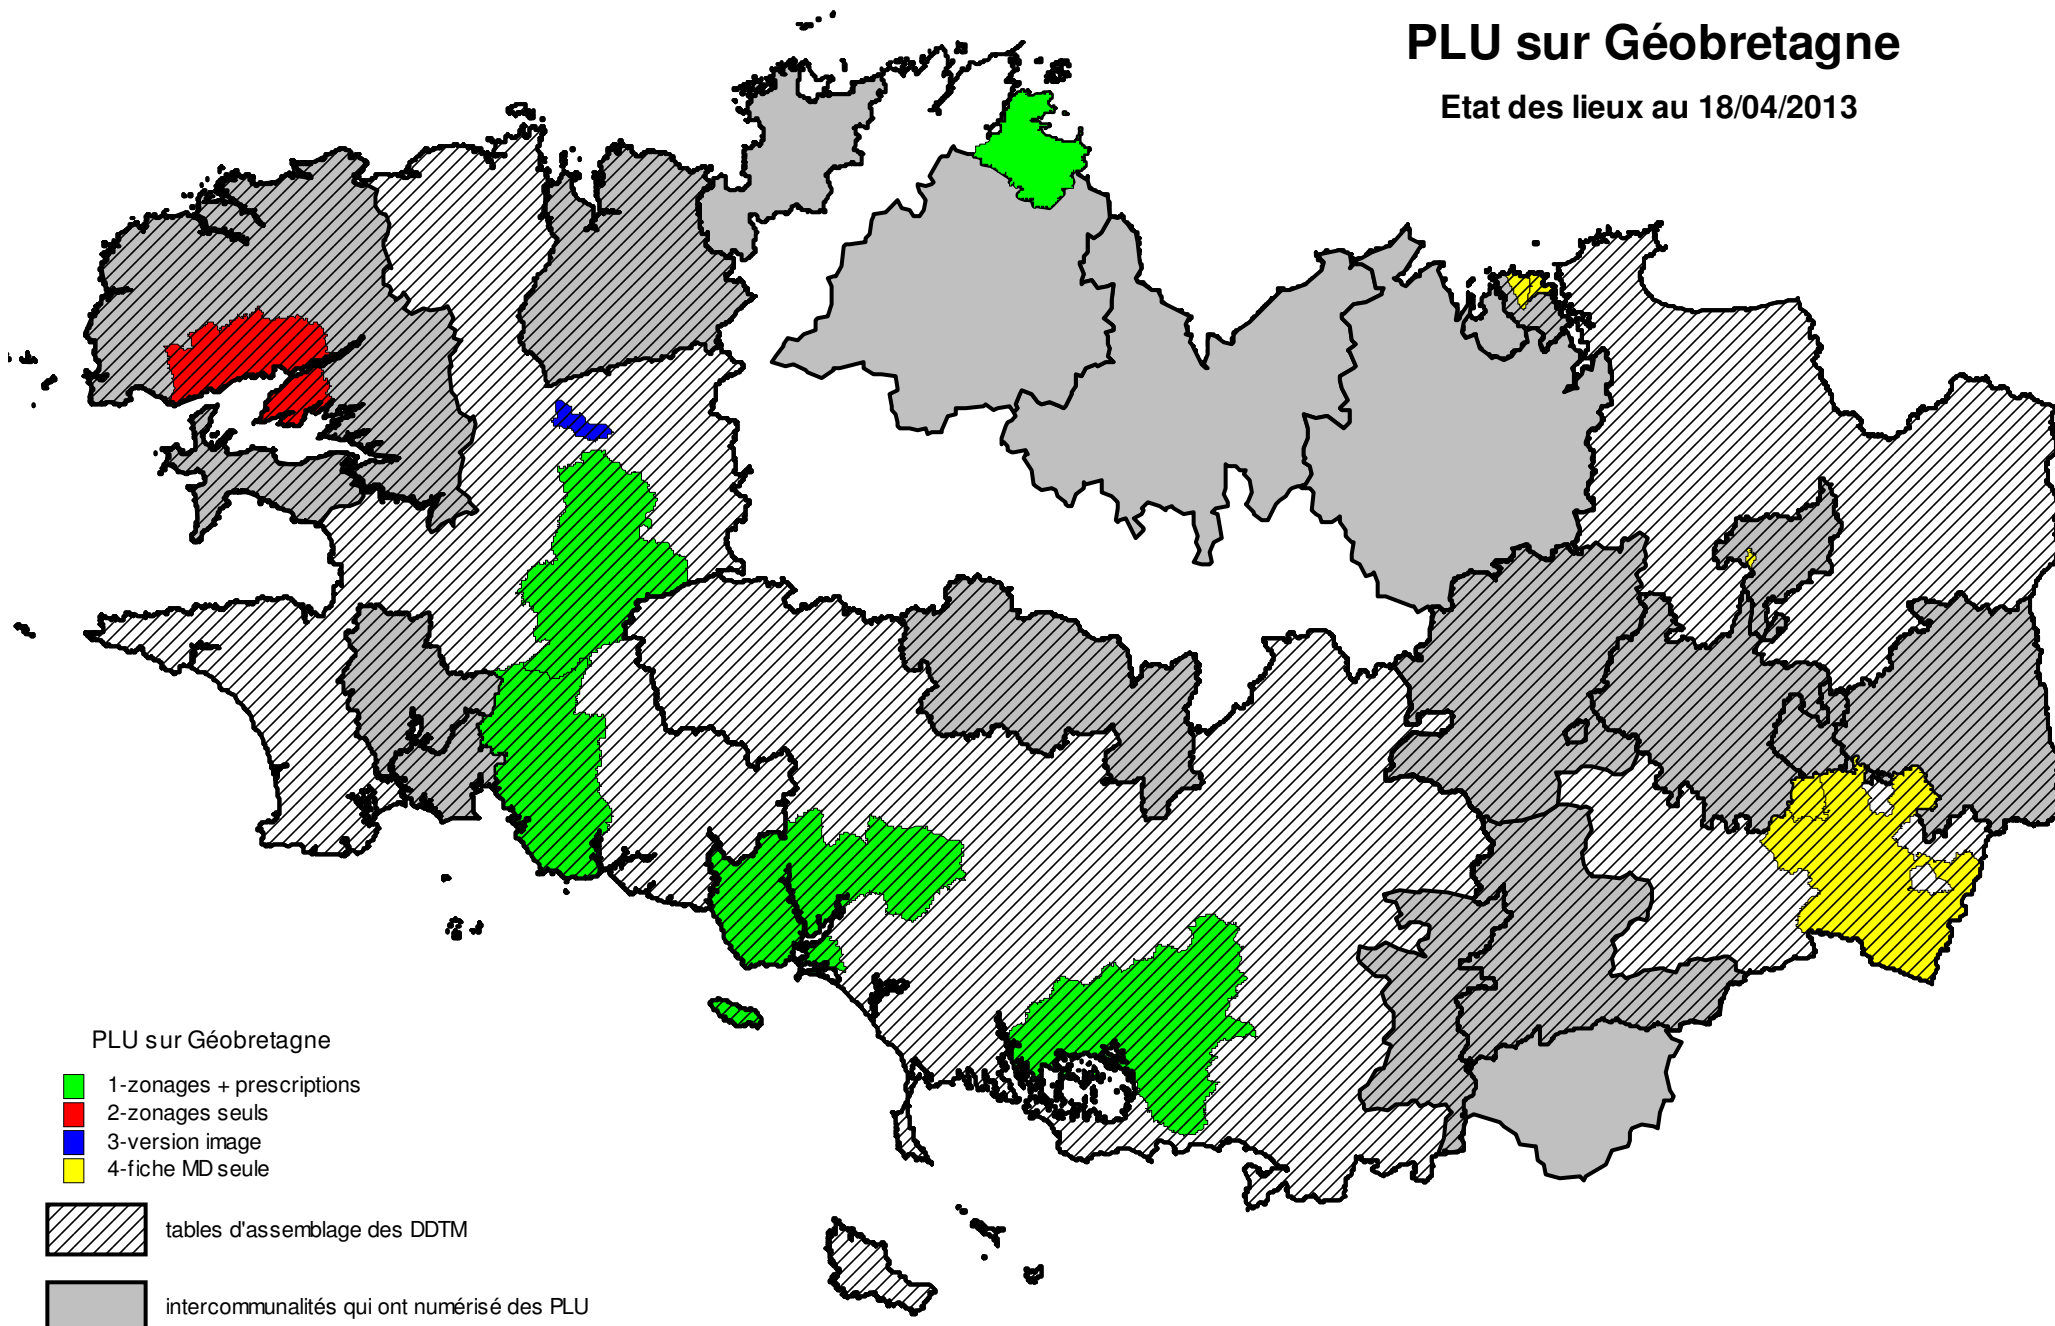 PLU sur Géobretagne
Etat des lieux au 18/04/2013
PLU sur Géobretagne
1-zonages + prescriptions
2-zonages seuls
3-version image
4-fiche MD seule
tables d'assemblage des DDTM
intercommunalités qui ont numérisé des PLU